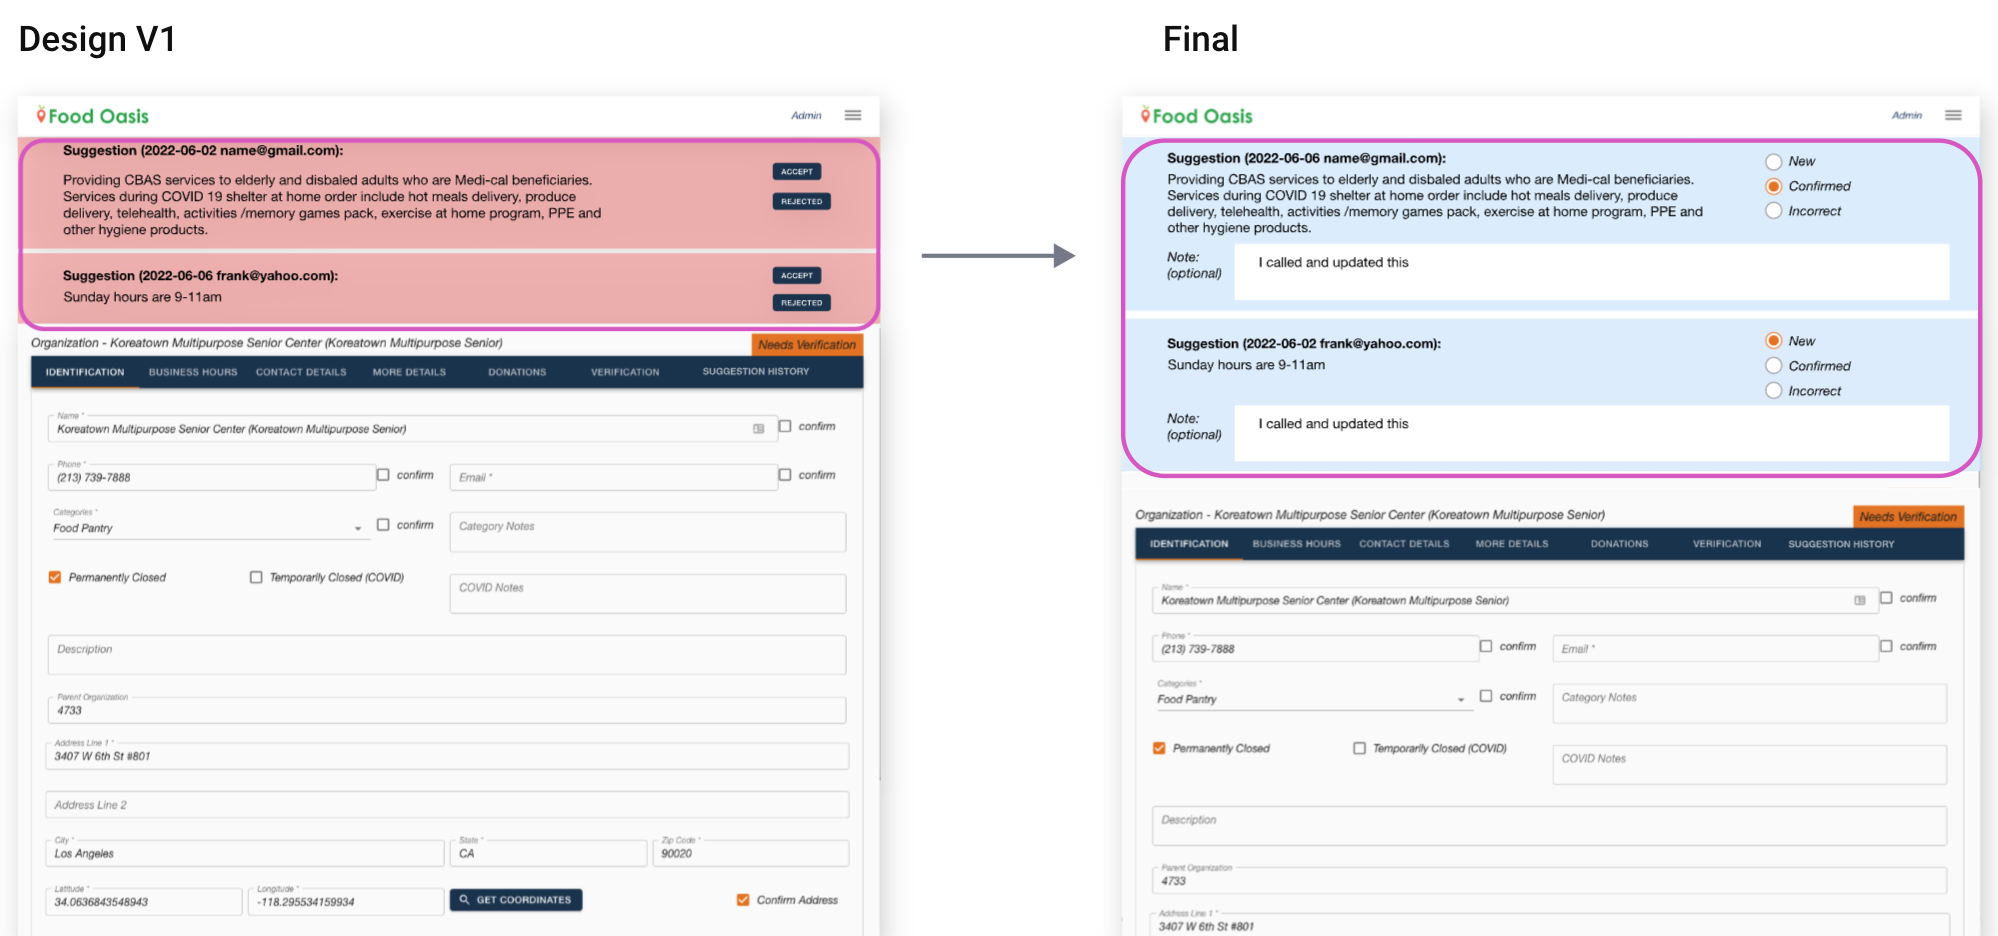 Design V1
Food Oasis
Admin
Suggestion (2022-06-02 name@gmail.com):
Providing CBAS services to elderly and disbaled adults who are Medi-cal beneficiaries.
Services during COVID 19 shelter at home order include hot meals delivery, produce
delivery, telehealth, activities /memory games pack, exercise at home program, PPE and
other hygiene products.
ACCEPT
REJECTED
Suggestion (2022-06-06 frank@yahoo.com):
Sunday hours are 9-11am
ACCEPT
REJECTED
Organization - Koreatown Multipurpose Senior Center (Koreatown Multipurpose Senior)
Needs Verification
IDENTIFICATION BUSINESS HOURS CONTACT DETAILS MORE DETAILS DONATIONS VERIFICATION SUGGESTION HISTORY
Name *
Koreatown Multipurpose Senior Center (Koreatown Multipurpose Senior)
confirm
Phone *
(213) 739-7888
confirm
Email *
confirm
Categories *
Food Pantry
confirm
Category Notes
Permanently Closed
Temporarily Closed (COVID)
COVID Notes
Description
Parent Organization
4733
Address Line 1 *
3407 W 6th St #801
Address Line 2
City *
Los Angeles
State *
CA
Zip Code *
90020
Latitude *
34.0636843548943
Longitude *
-118.295534159934
GET COORDINATES
Confirm Address
Final
Food Oasis
Admin
Suggestion (2022-06-06 name@gmail.com):
Providing CBAS services to elderly and disbaled adults who are Medi-cal beneficiaries.
Services during COVID 19 shelter at home order include hot meals delivery, produce
delivery, telehealth, activities /memory games pack, exercise at home program, PPE and
other hygiene products.
New
Confirmed
Incorrect
Note:
(optional)
I called and updated this
Suggestion (2022-06-02 frank@yahoo.com):
Sunday hours are 9-11am
New
Confirmed
Incorrect
Note:
(optional)
I called and updated this
Organization - Koreatown Multipurpose Senior Center (Koreatown Multipurpose Senior)
Needs Verification
IDENTIFICATION BUSINESS HOURS CONTACT DETAILS MORE DETAILS DONATIONS VERIFICATION SUGGESTION HISTORY
Name *
Koreatown Multipurpose Senior Center (Koreatown Multipurpose Senior)
confirm
Phone *
(213) 739-7888
confirm
Email *
confirm
Categories *
Food Pantry
confirm
Category Notes
Permanently Closed
Temporarily Closed (COVID)
COVID Notes
Description
Parent Organization
4733
Address Line 1 *
3407 W 6th St #801